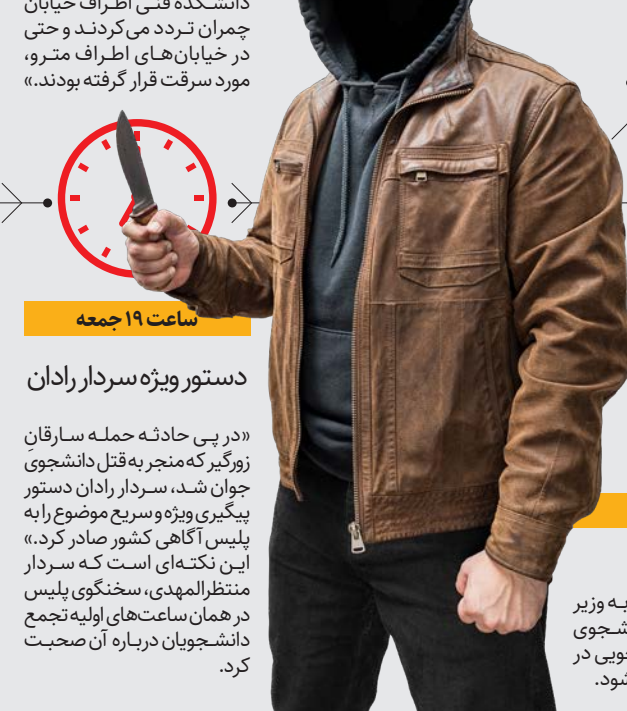 دانشکده فنی اطراف خیابان
چمران تردد می‌کردند و حتی
در خیابان‌های اطراف مترو،
مورد سرقت قرار گرفته بودند.»
ساعت ۱۹ جمعه
دستور ویژه سردار رادان
«در پی حادثه حمله سارقانِ
زورگیر که منجر به قتل دانشجوی
جوان شد، سردار رادان دستور
پیگیری ویژه و سریع موضوع را به
پلیس آگاهی کشور صادر کرد.»
این نکته‌ای است که سردار
منتظرالمهدی، سخنگوی پلیس
در همان ساعت‌های اولیه تجمع
دانشجویان درباره آن صحبت
کرد.
به وزیر
در
شود.